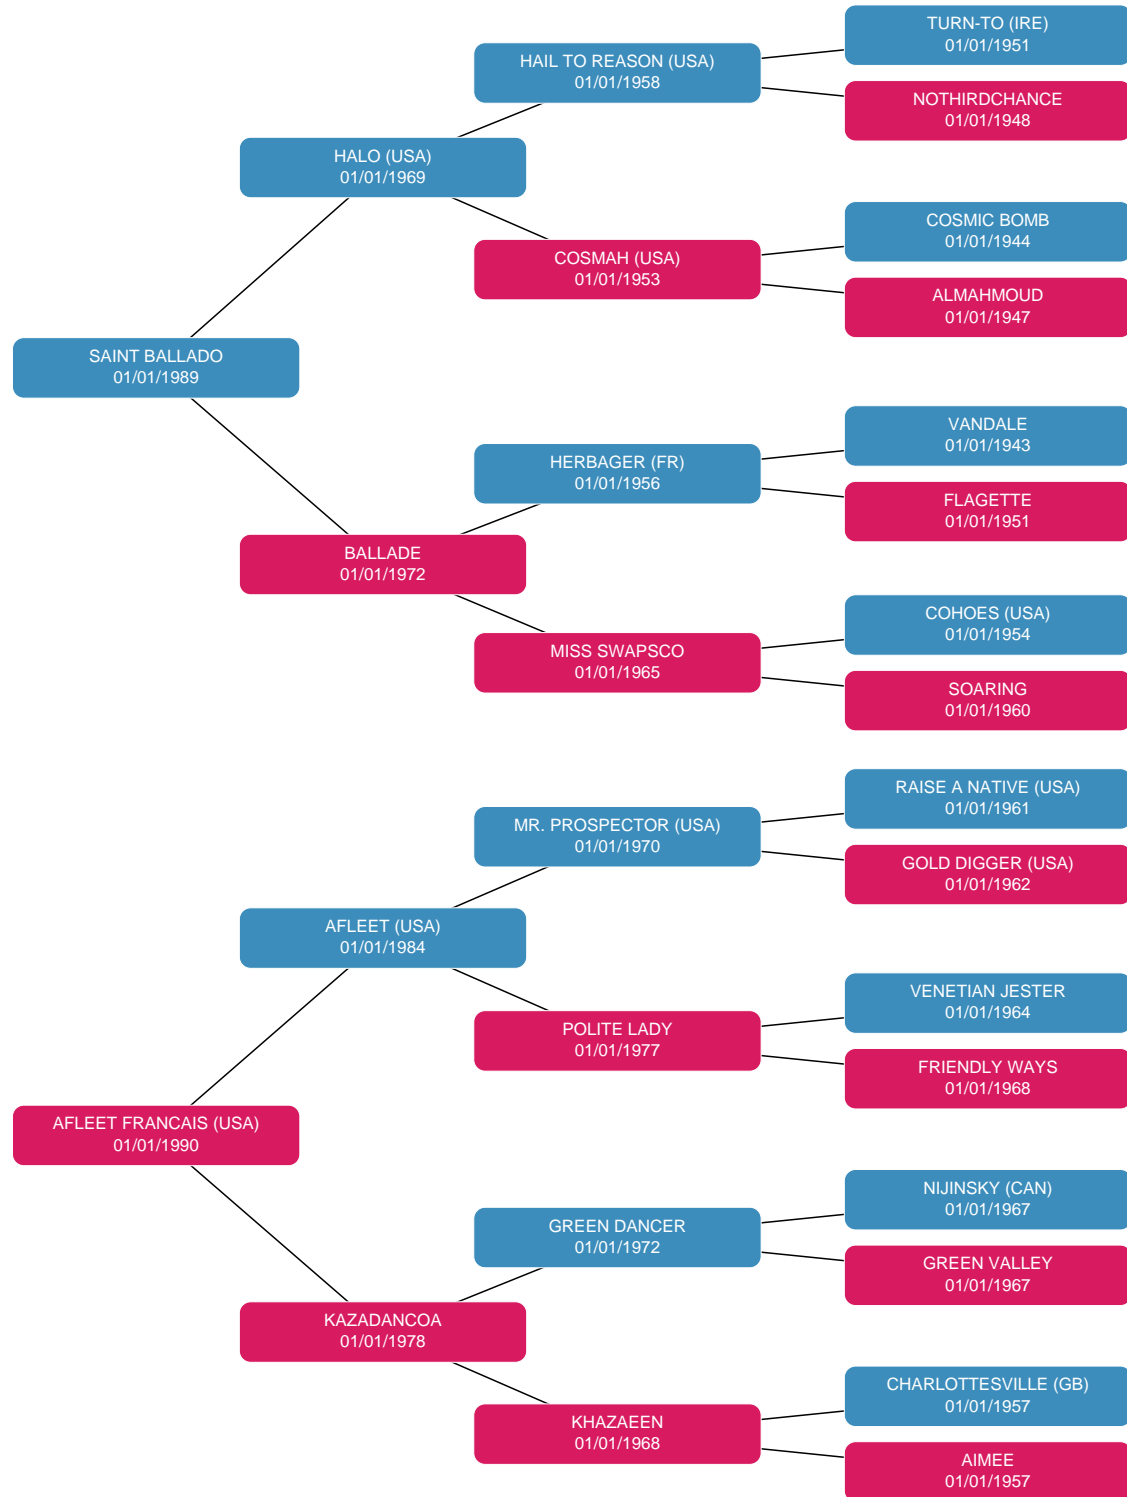 TURN-TO (IRE)
01/01/1951
HAIL TO REASON (USA)
01/01/1958
NOTHIRDCHANCE
01/01/1948
HALO (USA)
01/01/1969
COSMIC BOMB
01/01/1944
COSMAH (USA)
01/01/1953
ALMAHMOUD
01/01/1947
SAINT BALLADO
01/01/1989
VANDALE
01/01/1943
HERBAGER (FR)
01/01/1956
FLAGETTE
01/01/1951
BALLADE
01/01/1972
COHOES (USA)
01/01/1954
MISS SWAPSCO
01/01/1965
SOARING
01/01/1960
RAISE A NATIVE (USA)
01/01/1961
MR. PROSPECTOR (USA)
01/01/1970
GOLD DIGGER (USA)
01/01/1962
AFLEET (USA)
01/01/1984
VENETIAN JESTER
01/01/1964
POLITE LADY
01/01/1977
FRIENDLY WAYS
01/01/1968
AFLEET FRANCAIS (USA)
01/01/1990
NIJINSKY (CAN)
01/01/1967
GREEN DANCER
01/01/1972
GREEN VALLEY
01/01/1967
KAZADANCOA
01/01/1978
CHARLOTTESVILLE (GB)
01/01/1957
KHAZAEEN
01/01/1968
AIMEE
01/01/1957